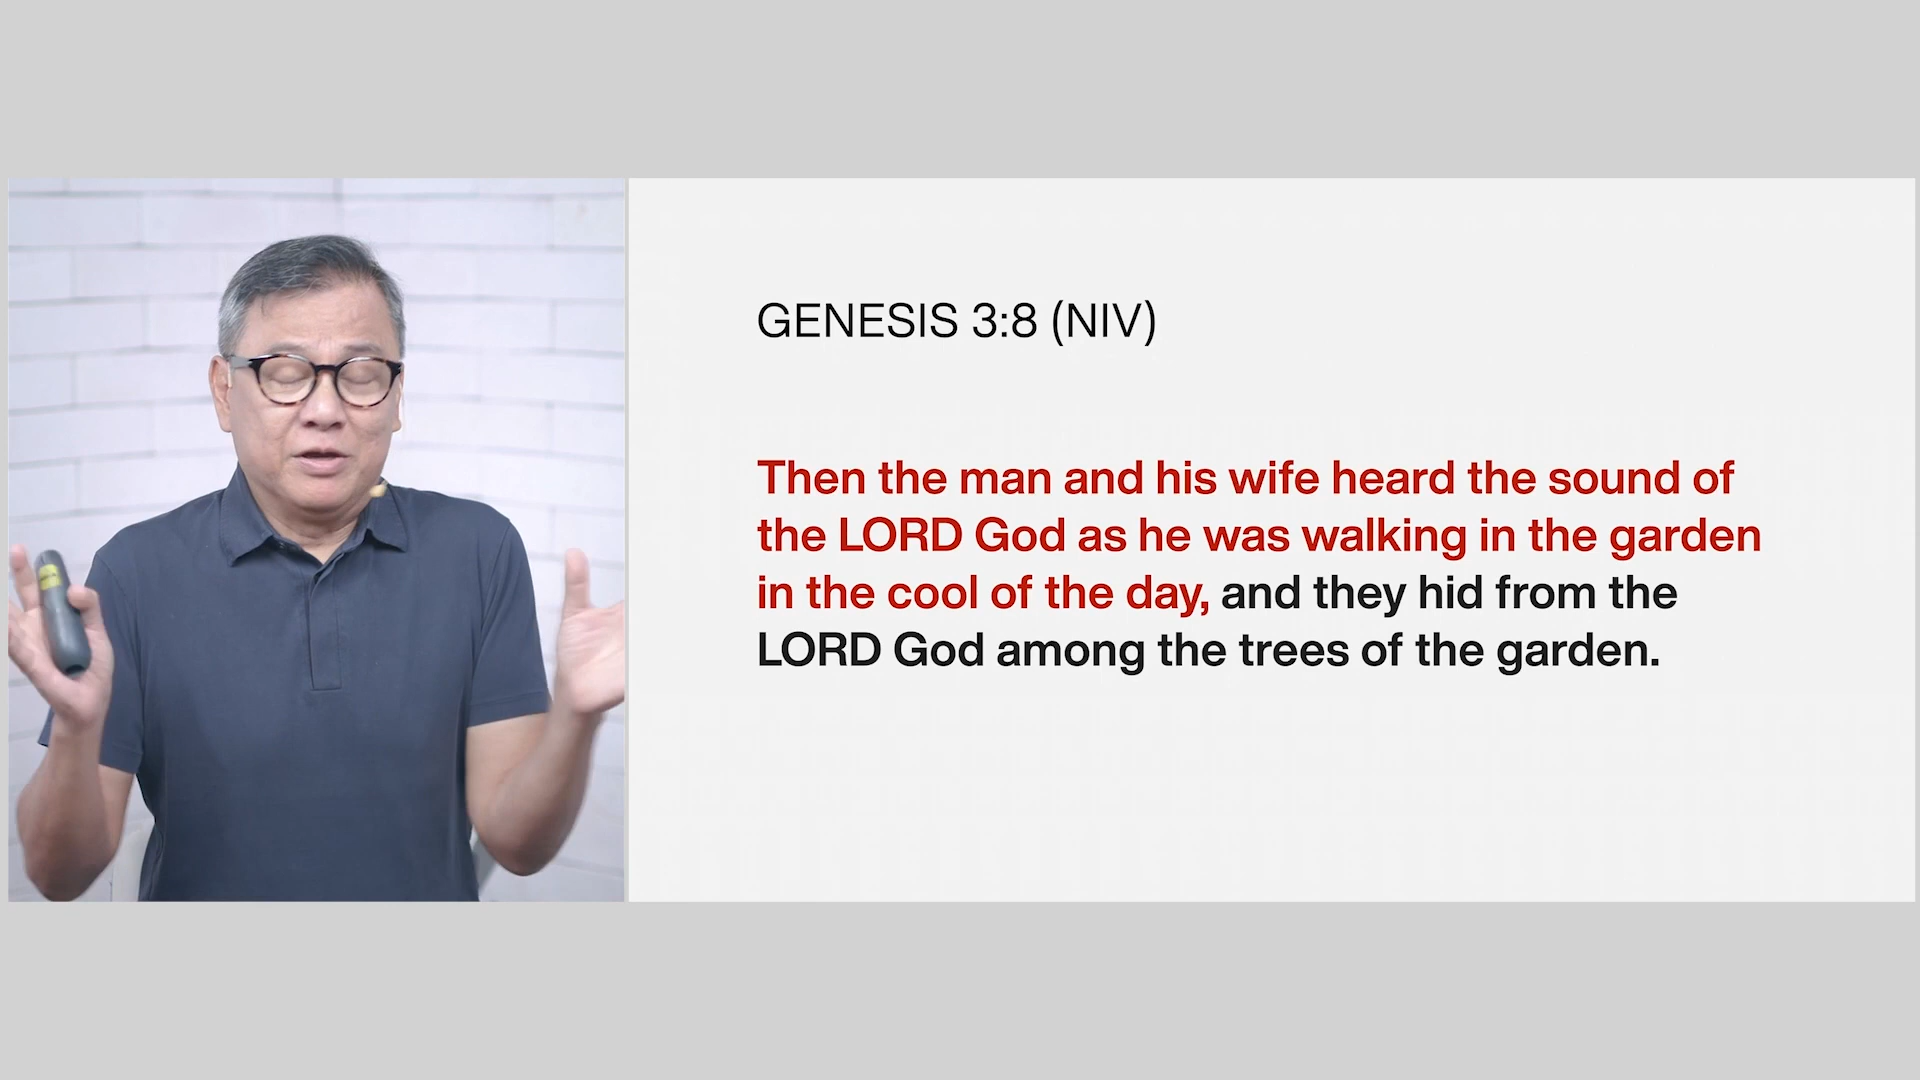 GENESIS 3:8 (NIV)
Then the man and his wife heard the sound of
the LORD God as he was walking in the garden
in the cool of the day, and they hid from the
LORD God among the trees of the garden.